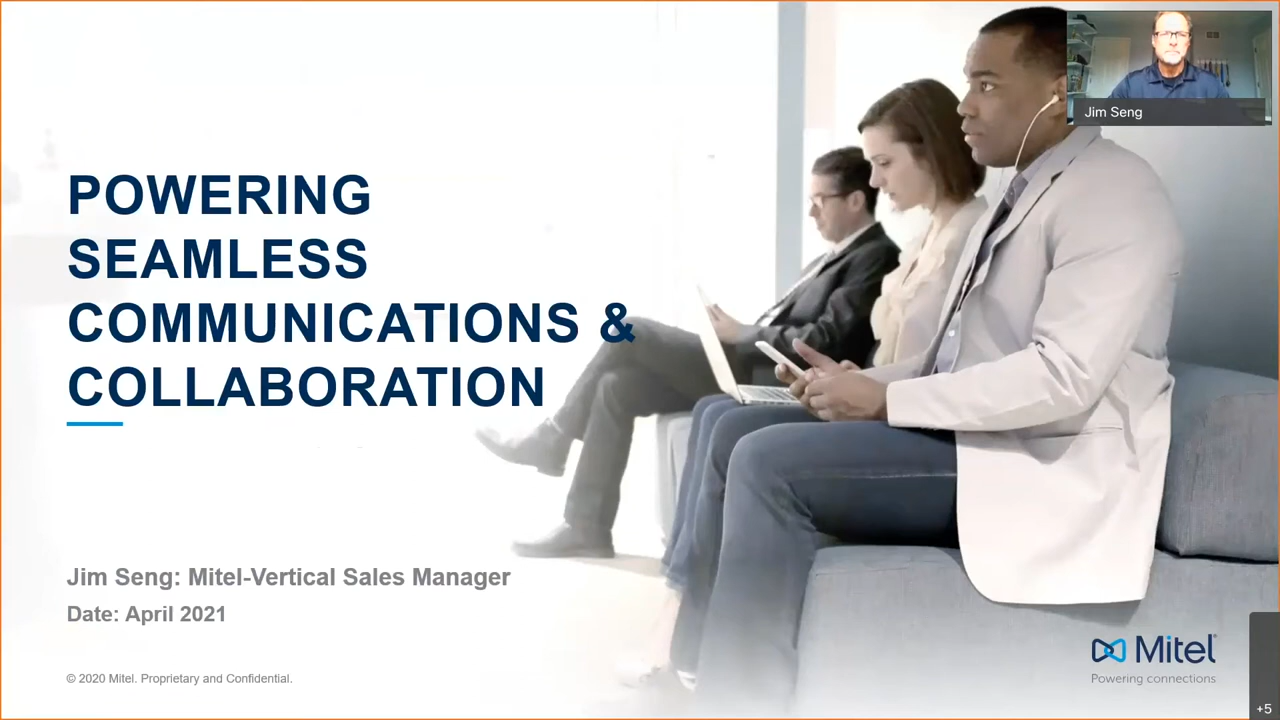 Jim Seng
POWERING
SEAMLESS
COMMUNICATIONS &
COLLABORATION
Jim Seng: Mitel-Vertical Sales Manager
Date: April 2021
© 2020 Mitel. Proprietary and Confidential.
Mitel®
Powering connections
+5